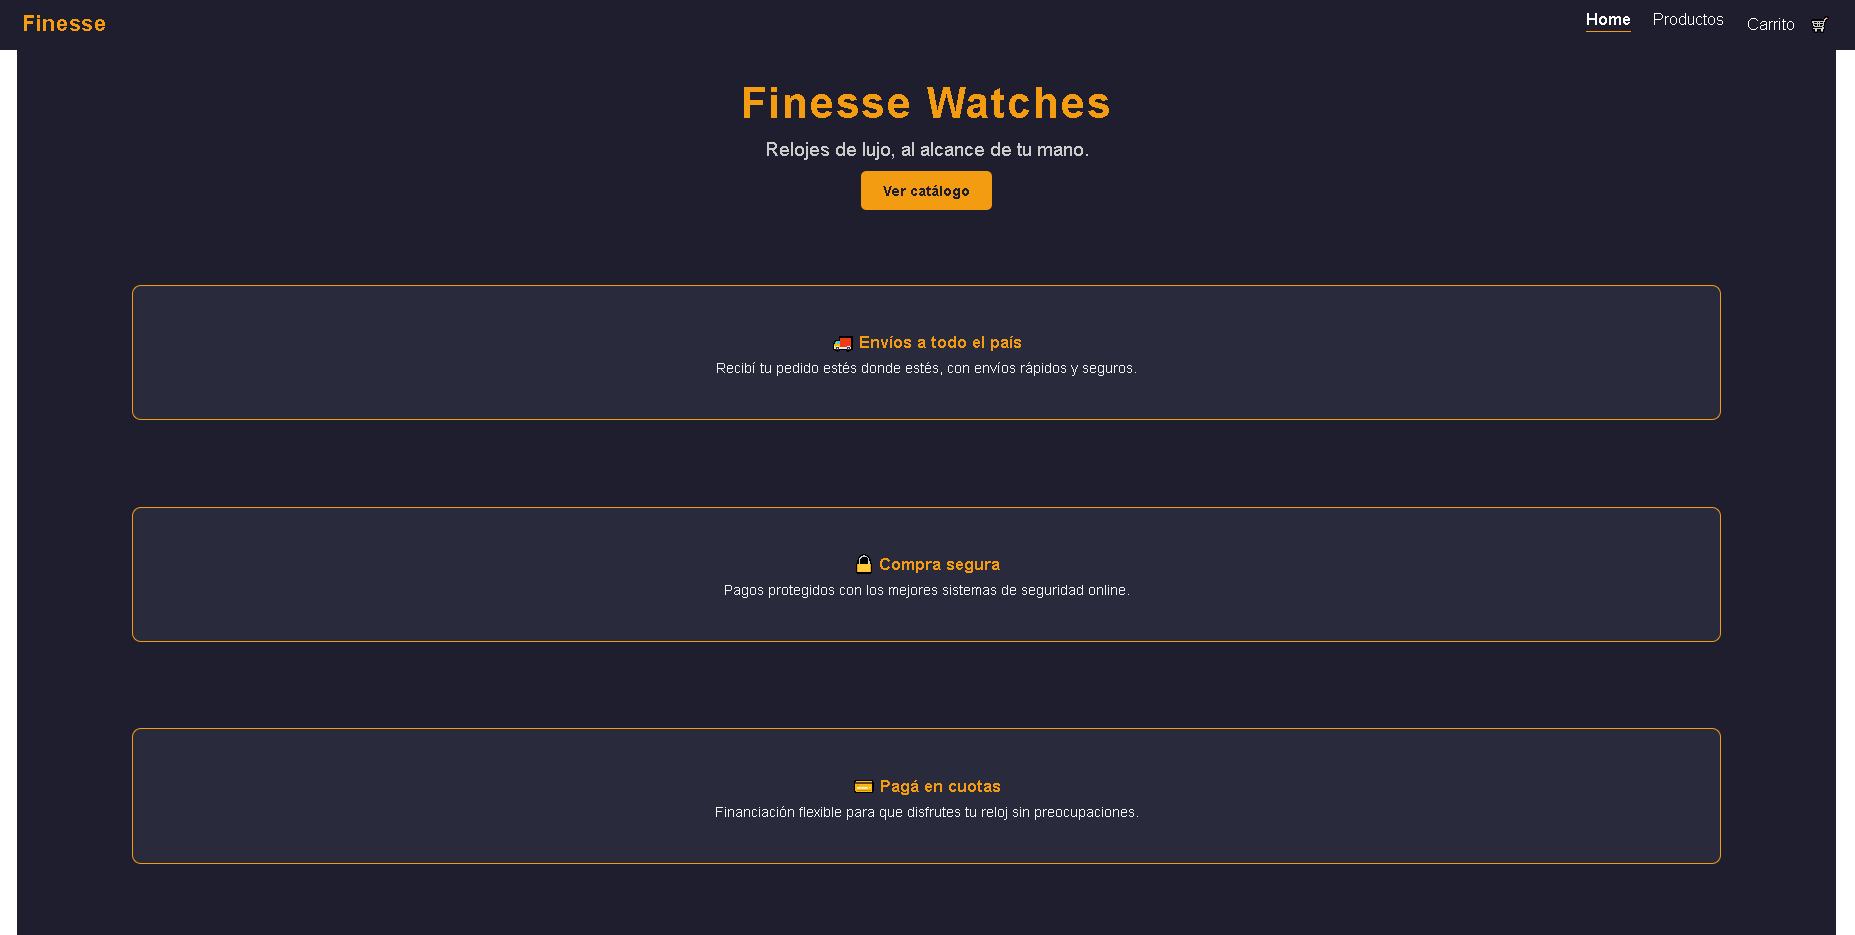 Finesse
Home Productos Carrito 🛒
Finesse Watches
Relojes de lujo, al alcance de tu mano.
Ver catálogo
🚚 Envíos a todo el país
Recibí tu pedido estés donde estés, con envíos rápidos y seguros.
🔒 Compra segura
Pagos protegidos con los mejores sistemas de seguridad online.
💳 Pagá en cuotas
Financiación flexible para que disfrutes tu reloj sin preocupaciones.